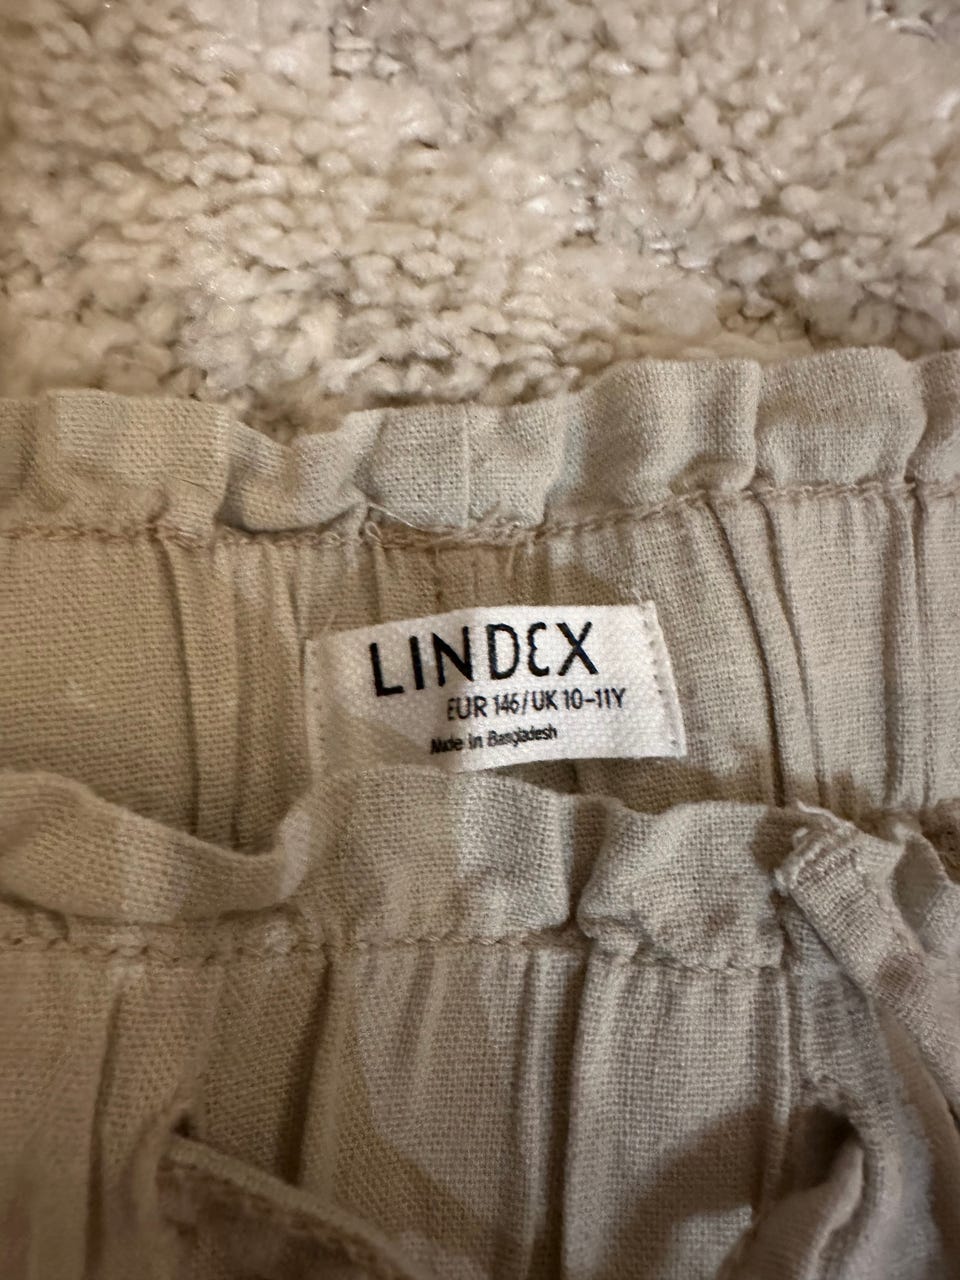 LINDEX
EUR 146/UK 10-11Y
Made in Bangladesh